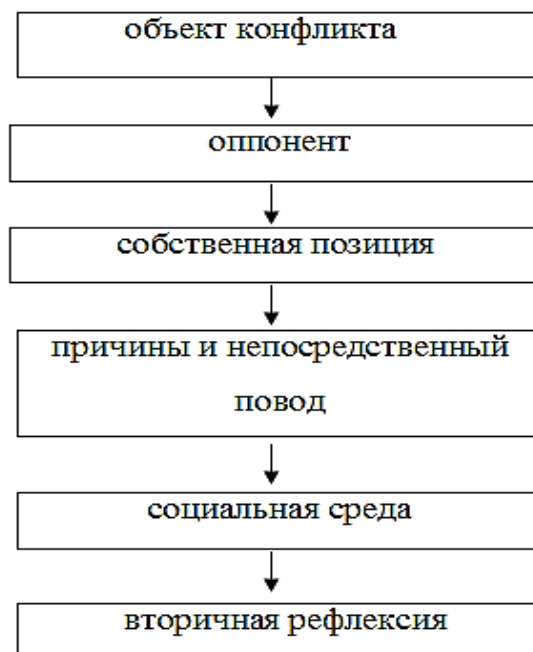 объект конфликта
оппонент
собственная позиция
причины и непосредственный
повод
социальная среда
вторичная рефлексия